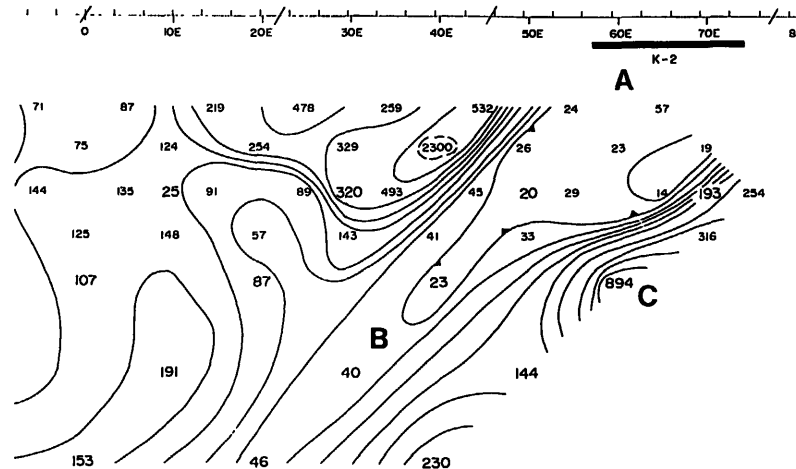 0 10E 20E 30E 40E 50E 60E 70E 8
K-2
A
71 87 219 478 259 532 24 57
75 124 254 329 2300 26 23 19
144 135 25 91 89 320 493 45 20 29 14 193 254
125 148 57 143 41 33 316
107 87 23 894 C
B
191 40 144
153 46 230